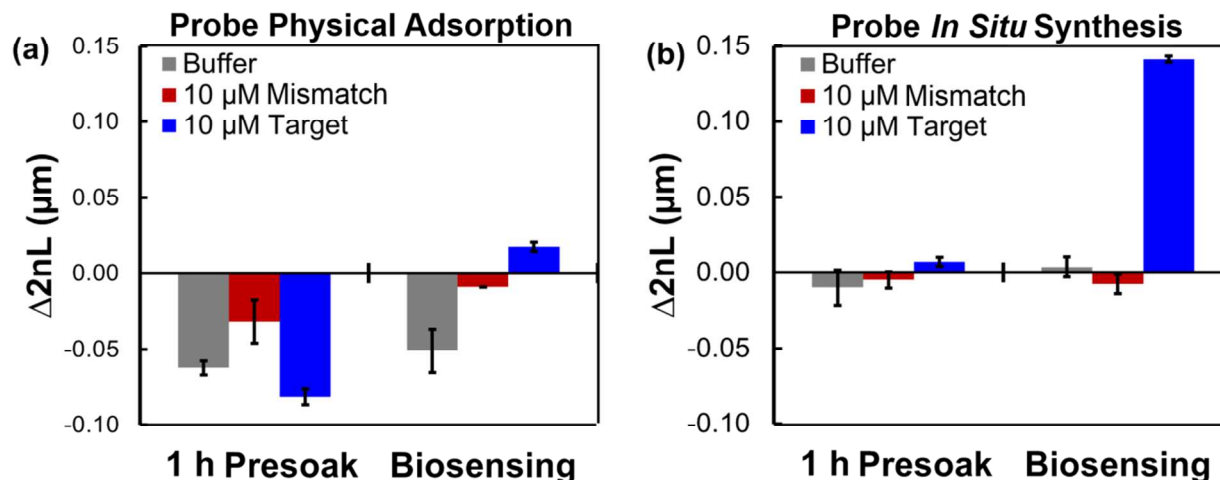 Probe Physical Adsorption
(a)
0.15
0.10
0.05
0.00
-0.05
-0.10
Δ2nL (µm)
Buffer
10 µM Mismatch
10 µM Target
1 h Presoak
Biosensing
Probe In Situ Synthesis
(b)
0.15
0.10
0.05
0.00
-0.05
-0.10
Δ2nL (µm)
Buffer
10 µM Mismatch
10 µM Target
1 h Presoak
Biosensing